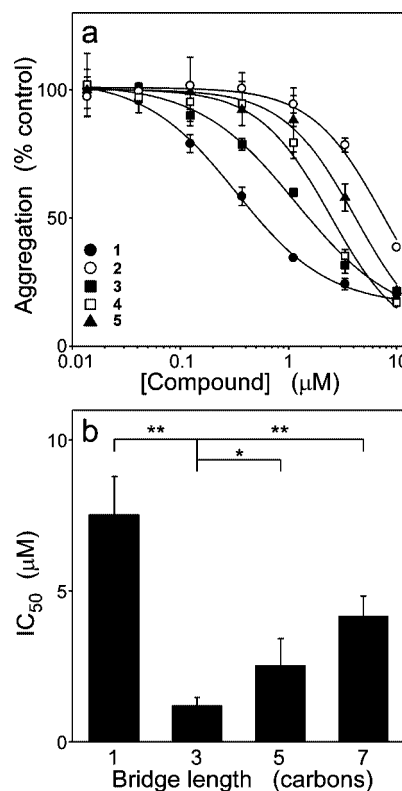 a
Aggregation (% control)
100
50
0
1
2
3
4
5
0.01 0.1 1 10
[Compound] (μM)
b
** **
*
IC50 (μM)
10
5
0
1 3 5 7
Bridge length (carbons)